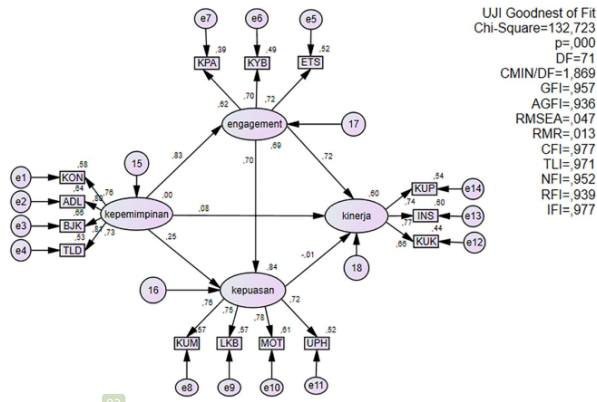 UJI Goodnest of Fit
Chi-Square=132,723
p=,000
DF=71
CMIN/DF=1,869
GFI=,957
AGFI=,936
RMSEA=,047
RMR=,013
CFI=,977
TLI=,971
NFI=,952
RFI=,939
IFI=,977
e7
e6
e5
,39
,49
,52
KPA
KYB
ETS
,62
,70
,72
engagement
17
,69
,83
,70
,72
15
e1
e2
e3
e4
,58
KON
,64
ADL
,66
BJK
,53
TLD
,76
,73
,00
kepemimpinan
,08
,25
,60
kinerja
18
,54
KUP
e14
,74
,60
INS
e13
,77
,44
KUK
e12
,66
-,01
16
,84
kepuasan
,76
,75
,78
,72
,57
,57
,61
,52
KUM
LKB
MOT
UPH
e8
e9
e10
e11